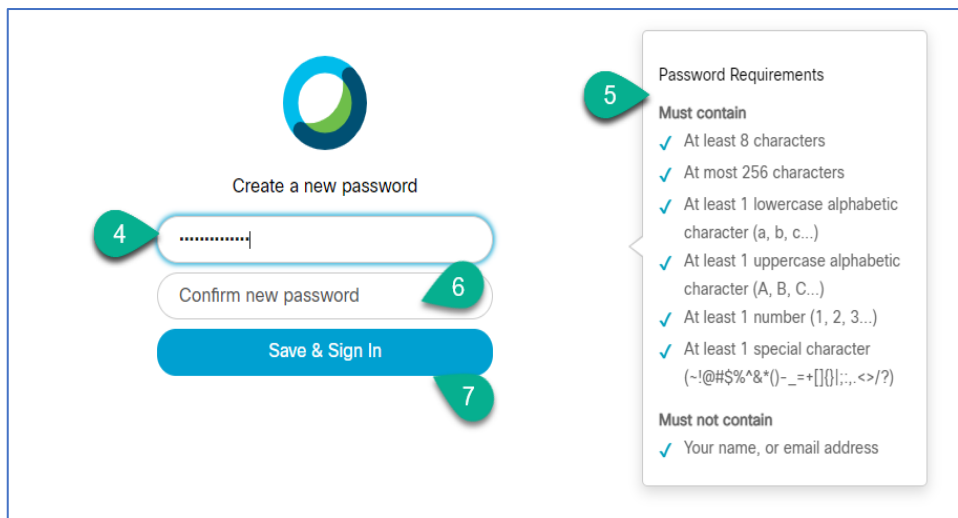 Create a new password
4
··············
Confirm new password
6
Save & Sign In
7
5
Password Requirements
Must contain
✓ At least 8 characters
✓ At most 256 characters
✓ At least 1 lowercase alphabetic
character (a, b, c...)
✓ At least 1 uppercase alphabetic
character (A, B, C...)
✓ At least 1 number (1, 2, 3...)
✓ At least 1 special character
(~!@#$%^&*()-_=+[]{}|;:,.<>/?)
Must not contain
✓ Your name, or email address